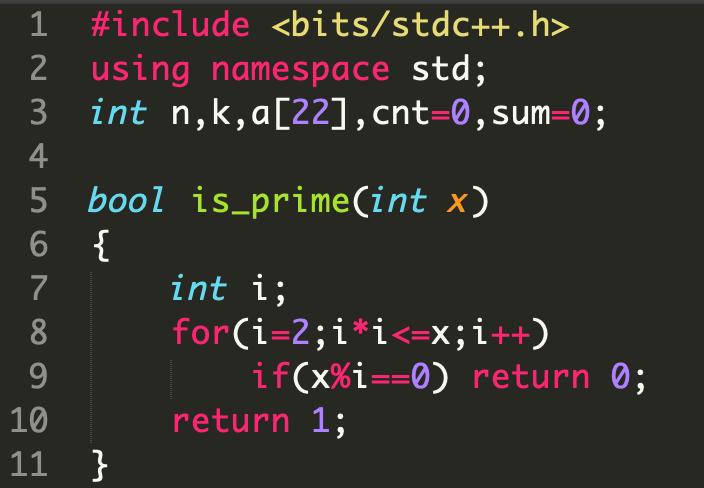 1 #include <bits/stdc++.h>
2 using namespace std;
3 int n,k,a[22],cnt=0,sum=0;
4
5 bool is_prime(int x)
6 {
7     int i;
8     for(i=2;i*i<=x;i++)
9         if(x%i==0) return 0;
10     return 1;
11 }